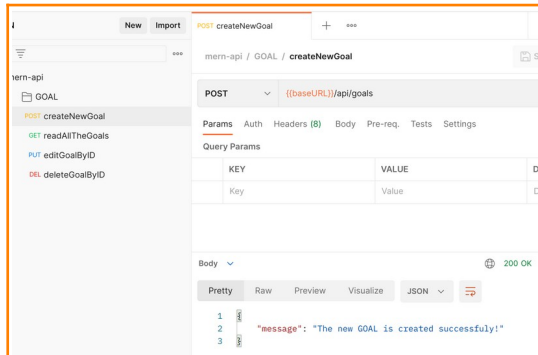 New Import
POST createNewGoal
mern-api / GOAL / createNewGoal
mern-api
GOAL
POST createNewGoal
GET readAllTheGoals
PUT editGoalByID
DEL deleteGoalByID
POST {{baseURL}}/api/goals
Params Auth Headers (8) Body Pre-req. Tests Settings
Query Params
KEY VALUE D
Key Value D
Body 200 OK
Pretty Raw Preview Visualize JSON
1 {
2 "message": "The new GOAL is created successfuly!"
3 }